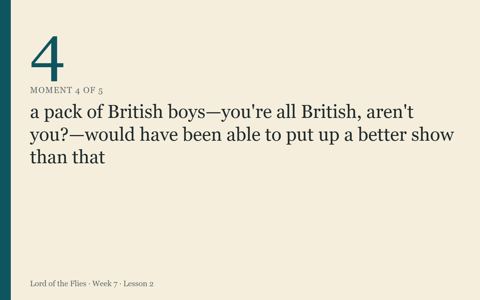 4
MOMENT 4 OF 5
a pack of British boys—you're all British, aren't
you?—would have been able to put up a better show
than that
Lord of the Flies · Week 7 · Lesson 2